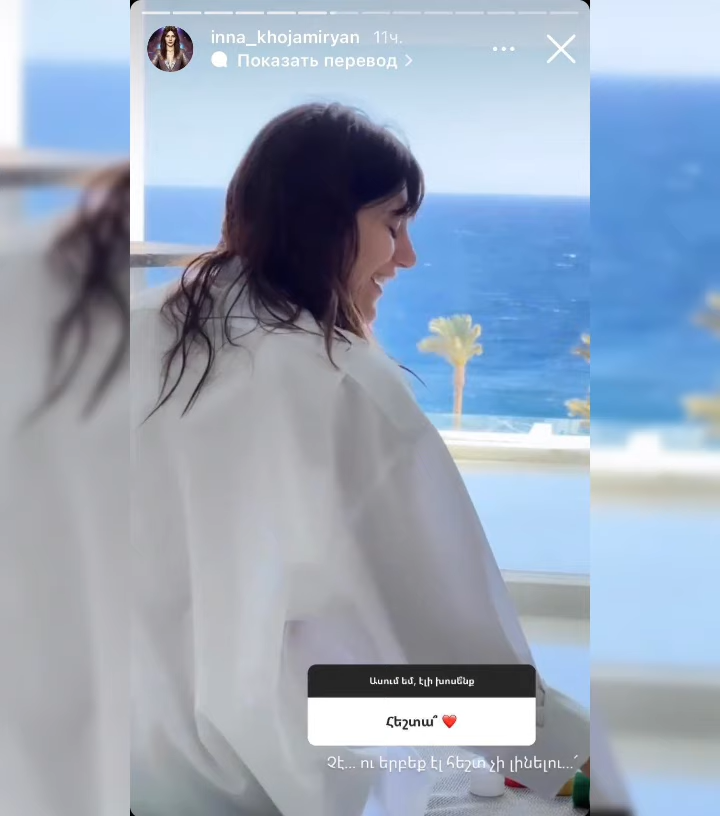 inna_khojamiryan 11ч.
Показать перевод
Ասում եմ, էլի խոսենք
Հեշտա՞ ❤️
Չէ... ու երբեք էլ հեշտ չի լինելու...՛